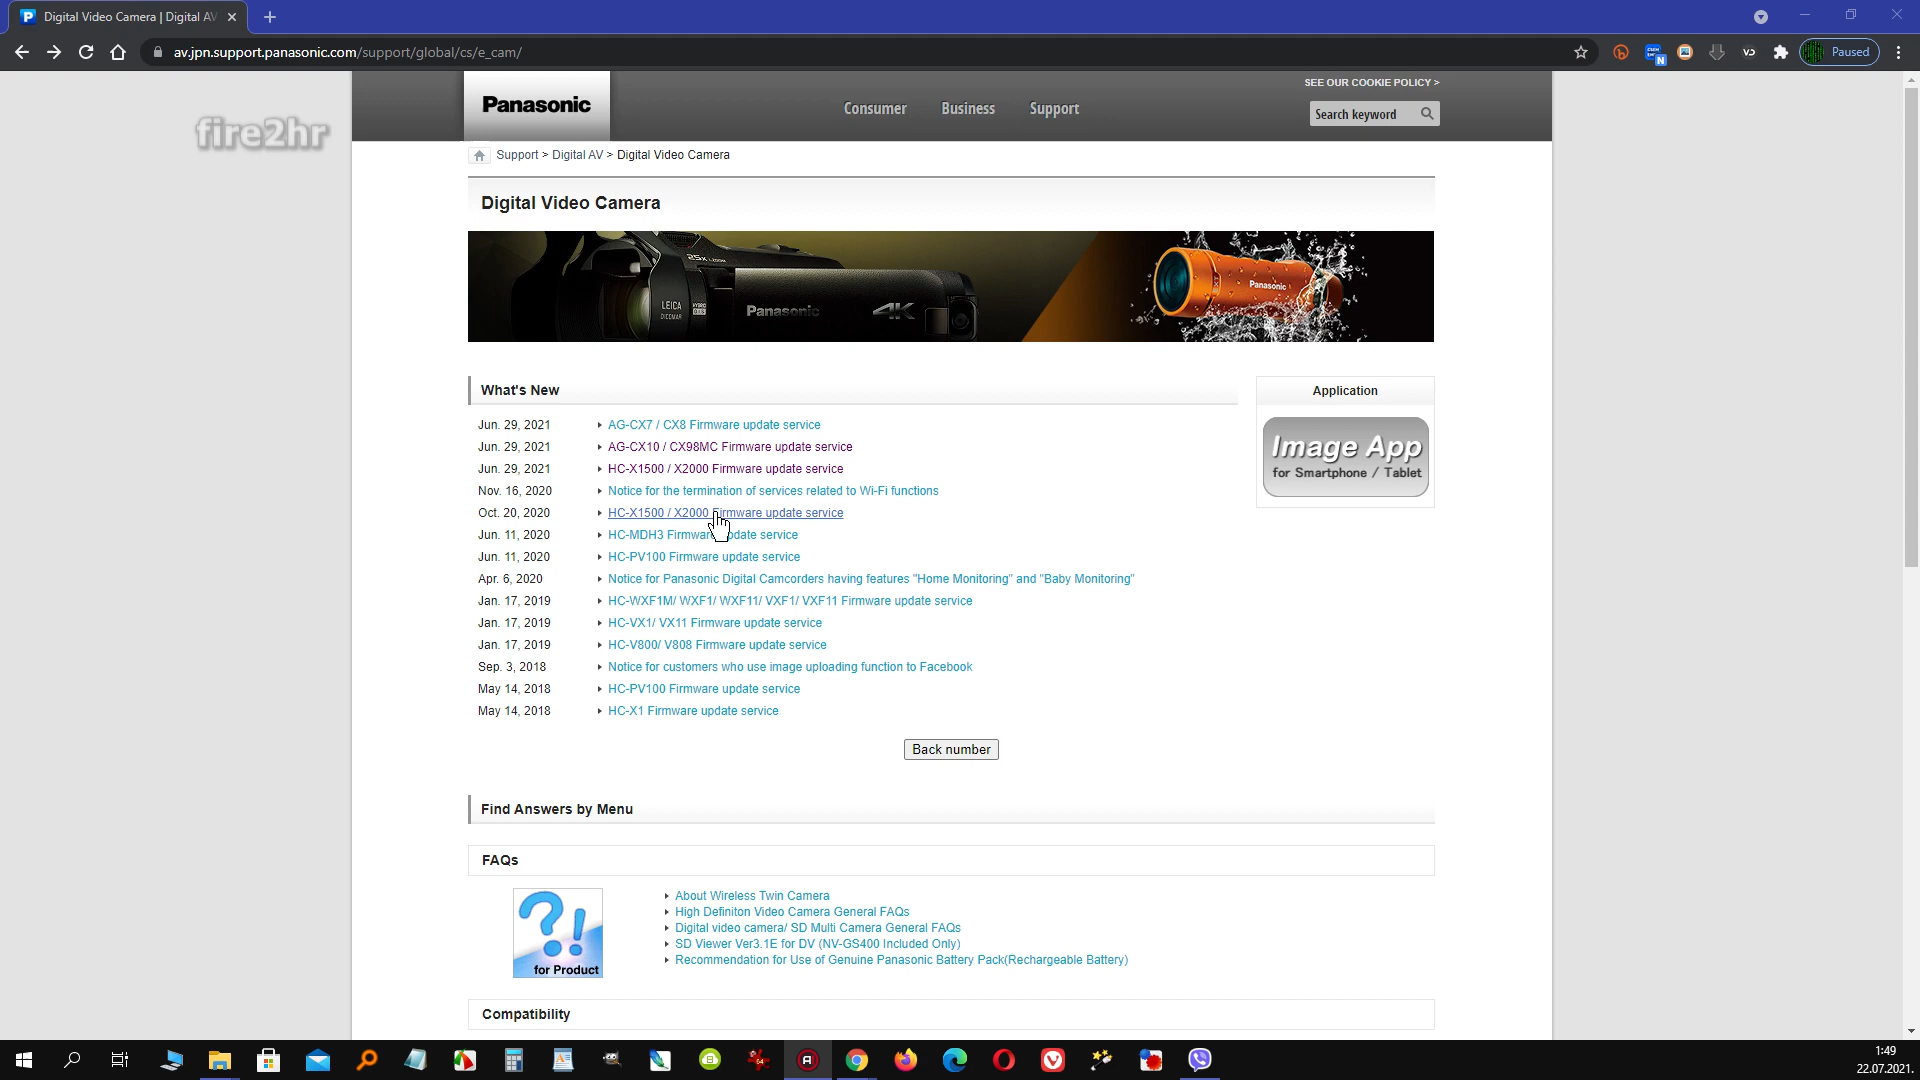 Digital Video Camera | Digital AV
av.jpn.support.panasonic.com/support/global/cs/e_cam/
Paused
SEE OUR COOKIE POLICY >
Panasonic
Consumer
Business
Support
Search keyword
fire2hr
Support > Digital AV > Digital Video Camera
Digital Video Camera
25x
LEICA
DICOMAR
Panasonic
4K
Panasonic
What's New
Application
Jun. 29, 2021 AG-CX7 / CX8 Firmware update service
Jun. 29, 2021 AG-CX10 / CX98MC Firmware update service
Jun. 29, 2021 HC-X1500 / X2000 Firmware update service
Nov. 16, 2020 Notice for the termination of services related to Wi-Fi functions
Oct. 20, 2020 HC-X1500 / X2000 Firmware update service
Jun. 11, 2020 HC-MDH3 Firmware update service
Jun. 11, 2020 HC-PV100 Firmware update service
Apr. 6, 2020 Notice for Panasonic Digital Camcorders having features "Home Monitoring" and "Baby Monitoring"
Jan. 17, 2019 HC-WXF1M/ WXF1/ WXF11/ VXF1/ VXF11 Firmware update service
Jan. 17, 2019 HC-VX1/ VX11 Firmware update service
Jan. 17, 2019 HC-V800/ V808 Firmware update service
Sep. 3, 2018 Notice for customers who use image uploading function to Facebook
May 14, 2018 HC-PV100 Firmware update service
May 14, 2018 HC-X1 Firmware update service
Image App
for Smartphone / Tablet
Back number
Find Answers by Menu
FAQs
?!
for Product
About Wireless Twin Camera
High Definiton Video Camera General FAQs
Digital video camera/ SD Multi Camera General FAQs
SD Viewer Ver3.1E for DV (NV-GS400 Included Only)
Recommendation for Use of Genuine Panasonic Battery Pack(Rechargeable Battery)
Compatibility
1:49
22.07.2021.